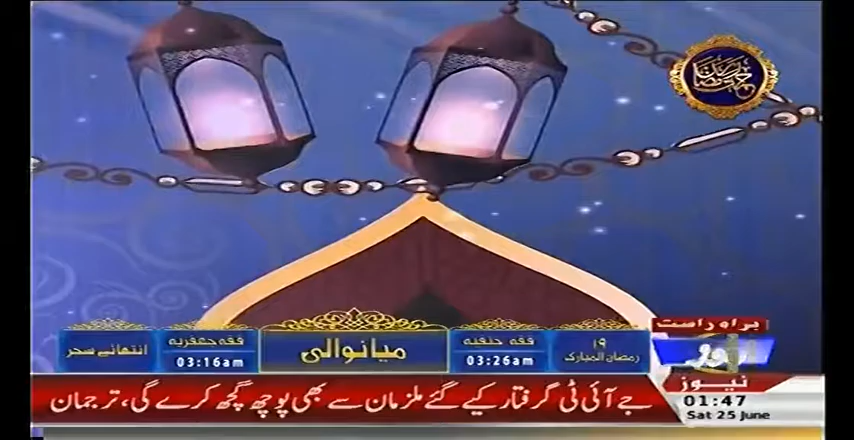 براہ راست
انتہائے سحر
فقہ جعفریہ
03:16am
میانوالی
فقہ حنفیہ
03:26am
۱۹
رمضان المبارک
روز
نیوز
جے آئی ٹی گرفتار کیے گئے ملزمان سے بھی پوچھ گچھ کرے گی، ترجمان
01:47
Sat 25 June